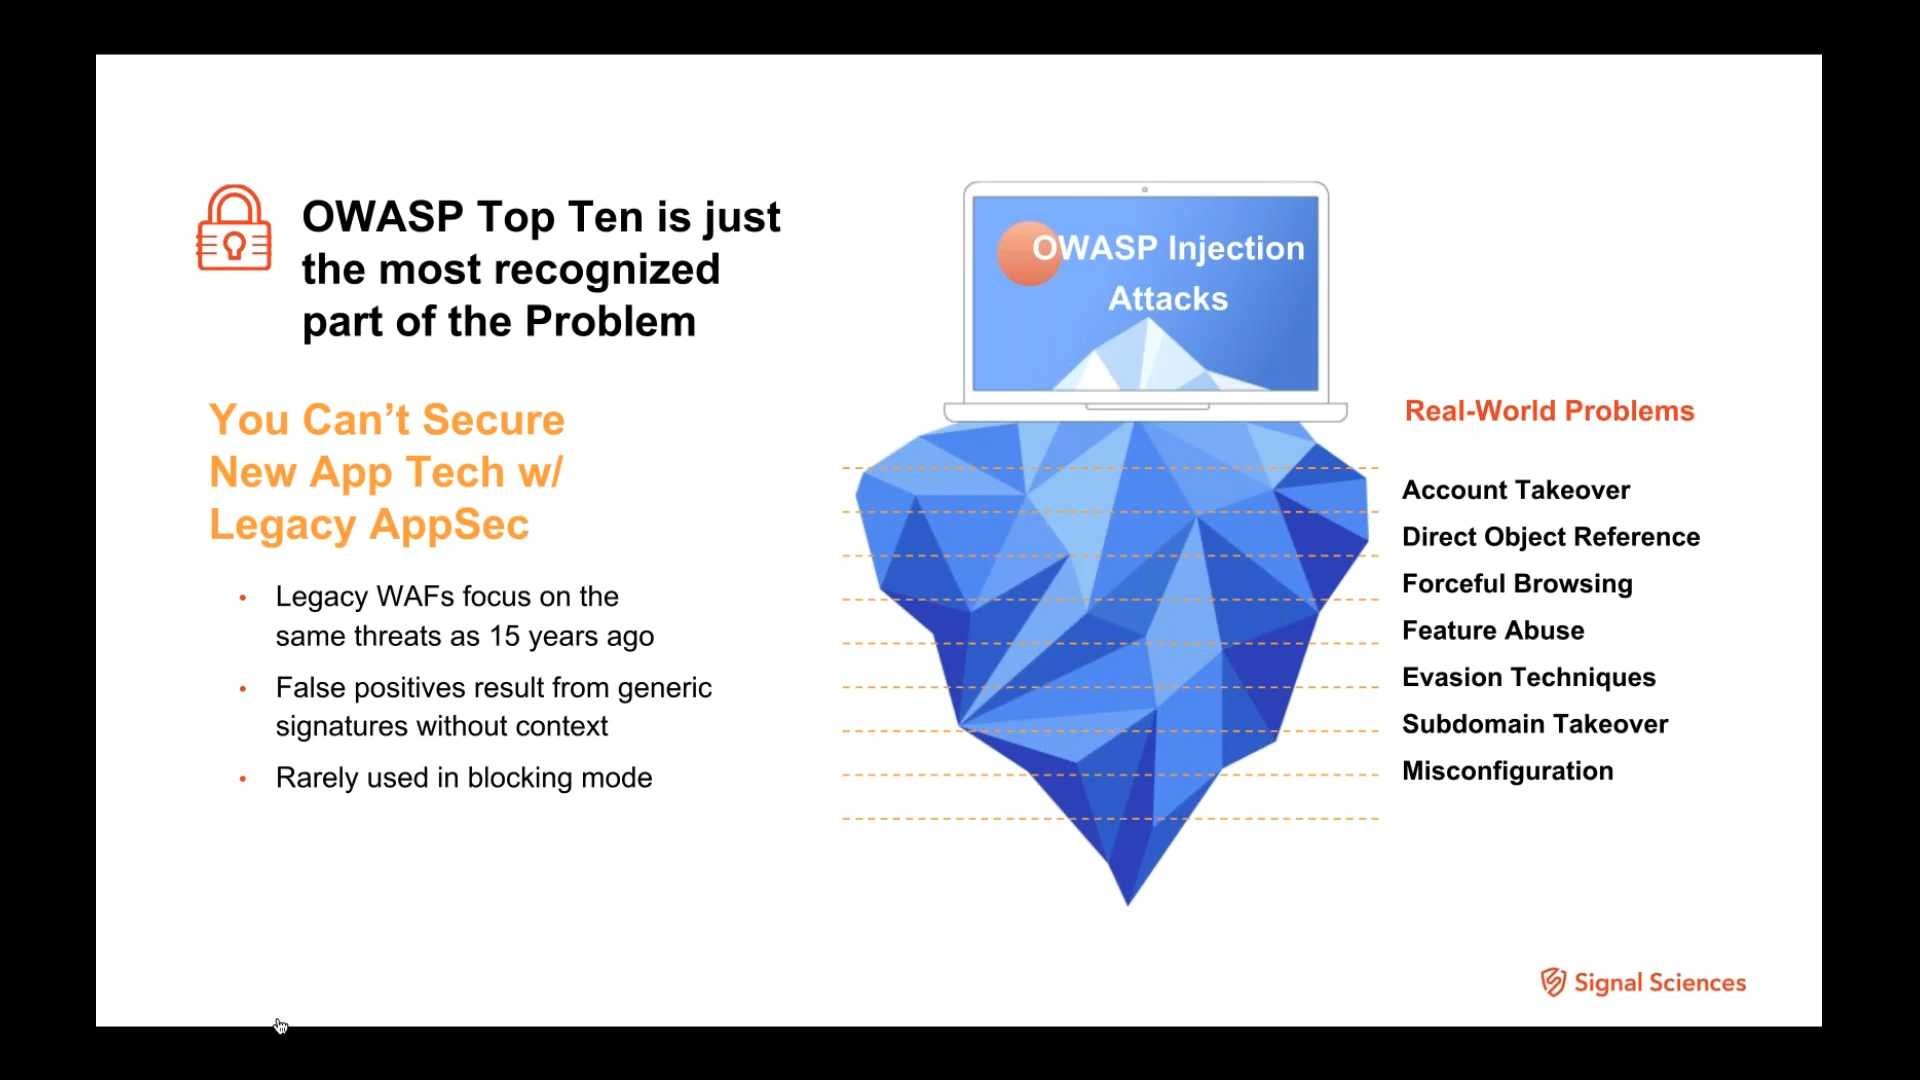 OWASP Top Ten is just
the most recognized
part of the Problem
You Can’t Secure
New App Tech w/
Legacy AppSec
• Legacy WAFs focus on the
same threats as 15 years ago
• False positives result from generic
signatures without context
• Rarely used in blocking mode
OWASP Injection
Attacks
Real-World Problems
Account Takeover
Direct Object Reference
Forceful Browsing
Feature Abuse
Evasion Techniques
Subdomain Takeover
Misconfiguration
Signal Sciences